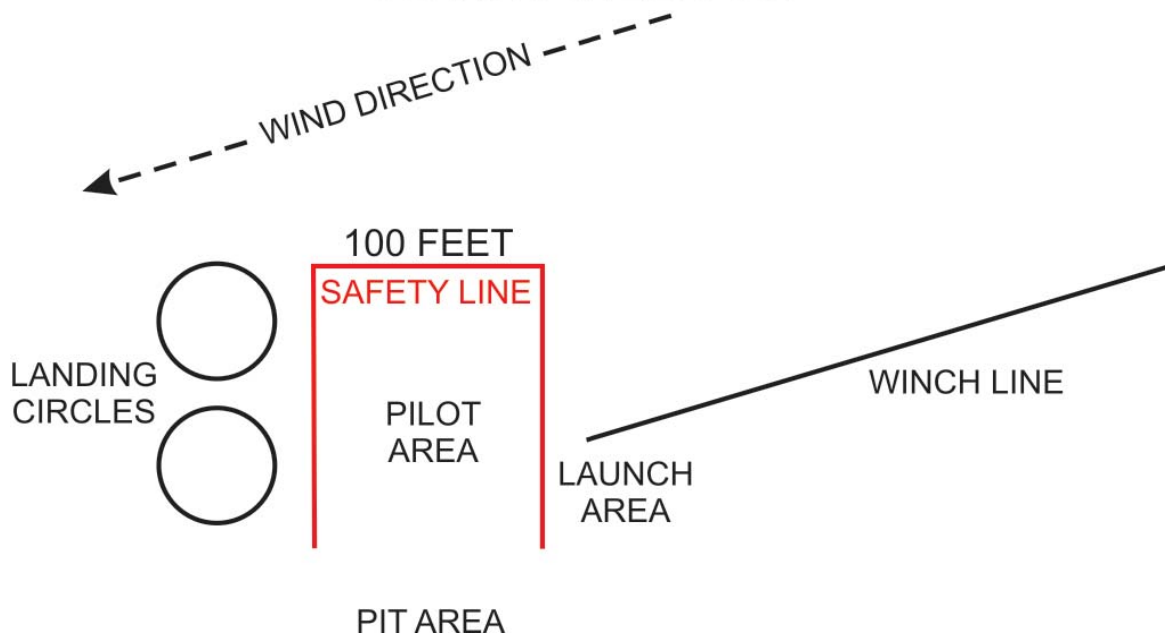 WIND DIRECTION
100 FEET
SAFETY LINE
LANDING
CIRCLES
PILOT
AREA
WINCH LINE
LAUNCH
AREA
PIT AREA